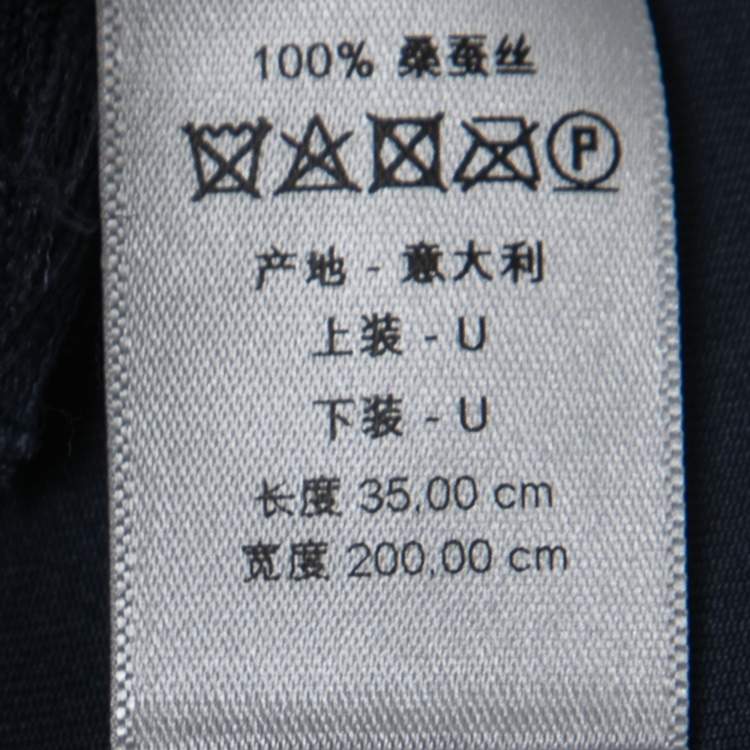 100% 桑蚕丝
P
产地 - 意大利
上装 - U
下装 - U
长度 35,00 cm
宽度 200,00 cm